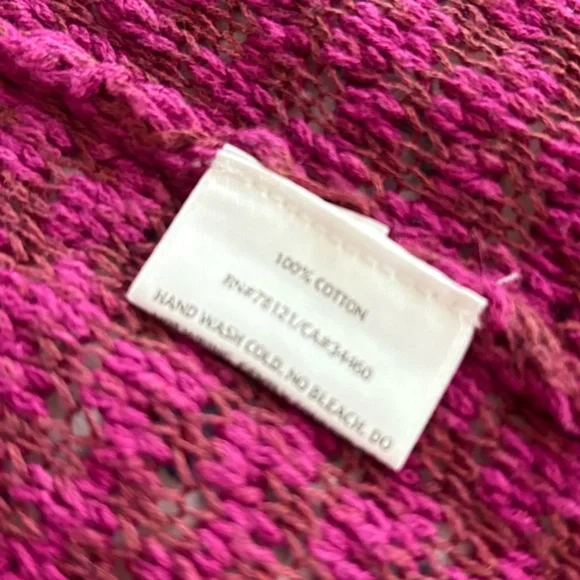 100% COTTON
RN#78121/CA#34460
HAND WASH COLD. NO BLEACH. DO